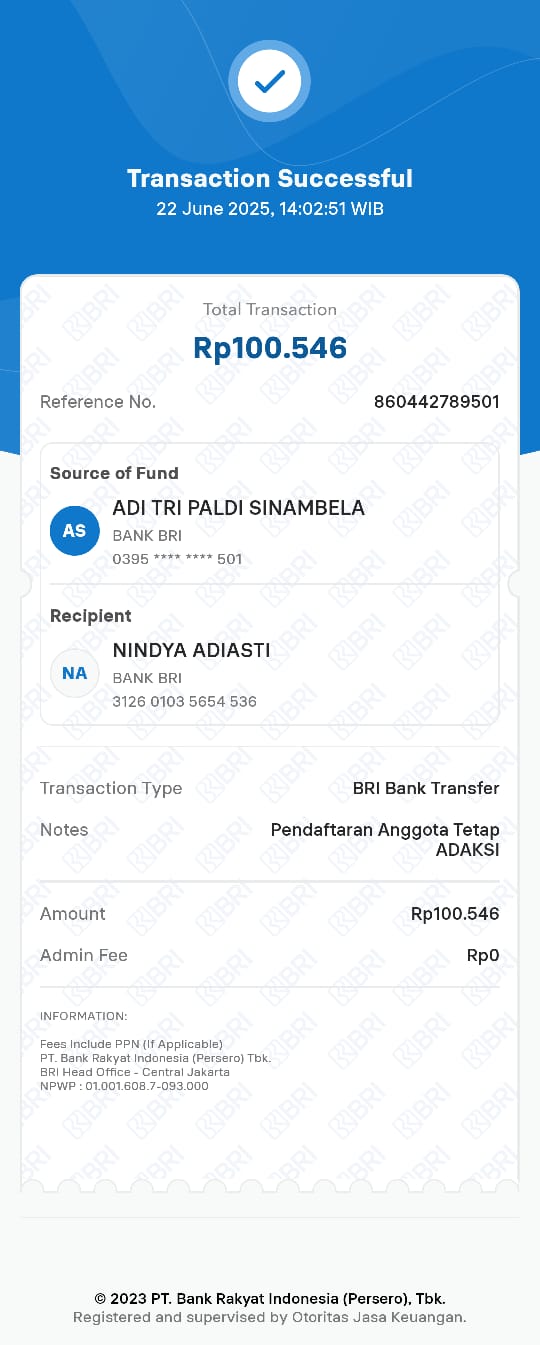 Transaction Successful
22 June 2025, 14:02:51 WIB
Total Transaction
Rp100.546
Reference No. 860442789501
Source of Fund
AS
ADI TRI PALDI SINAMBELA
BANK BRI
0395 **** **** 501
Recipient
NA
NINDYA ADIASTI
BANK BRI
3126 0103 5654 536
Transaction Type BRI Bank Transfer
Notes Pendaftaran Anggota Tetap
ADAKSI
Amount Rp100.546
Admin Fee Rp0
INFORMATION:
Fees Include PPN (If Applicable)
PT. Bank Rakyat Indonesia (Persero) Tbk.
BRI Head Office - Central Jakarta
NPWP : 01.001.608.7-093.000
© 2023 PT. Bank Rakyat Indonesia (Persero), Tbk.
Registered and supervised by Otoritas Jasa Keuangan.